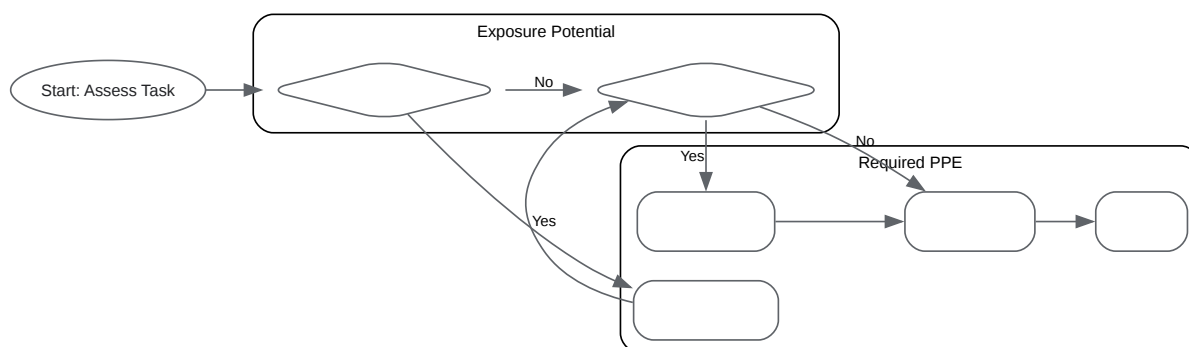 Exposure Potential
Start: Assess Task
No
No
Yes
Required PPE
Yes